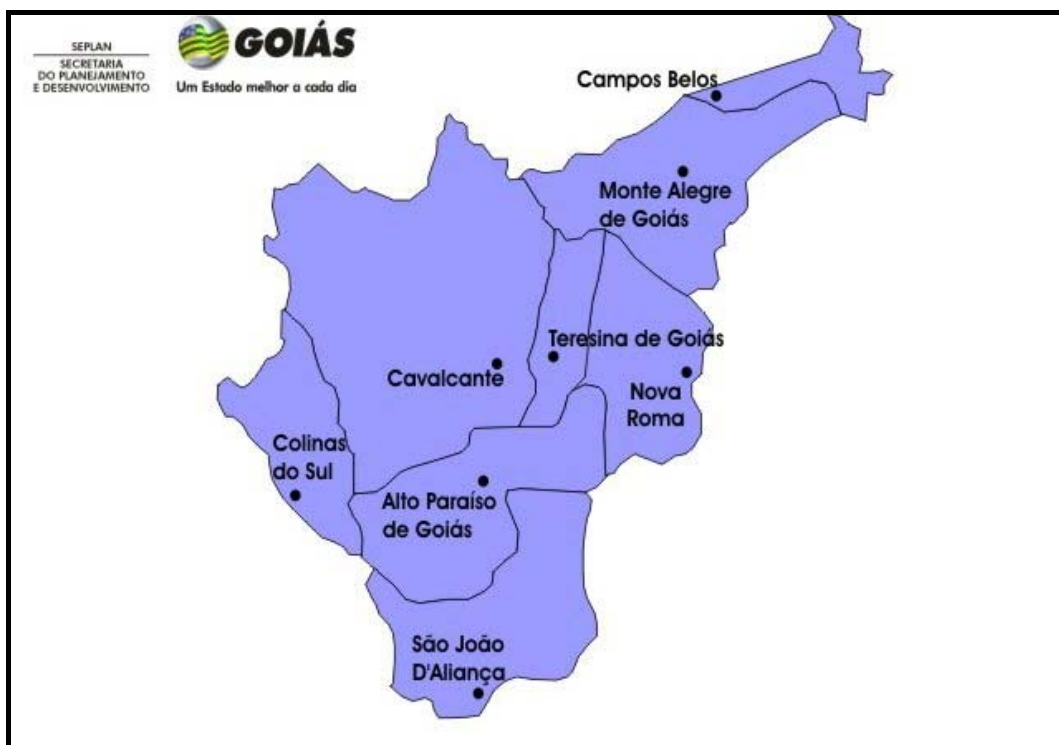 SEPLAN
SECRETARIA
DO PLANEJAMENTO
E DESENVOLVIMENTO
GOIÁS
Um Estado melhor a cada dia
Campos Belos
Monte Alegre
de Goiás
Teresina de Goiás
Cavalcante
Nova
Roma
Colinas
do Sul
Alto Paraíso
de Goiás
São João
D'Aliança